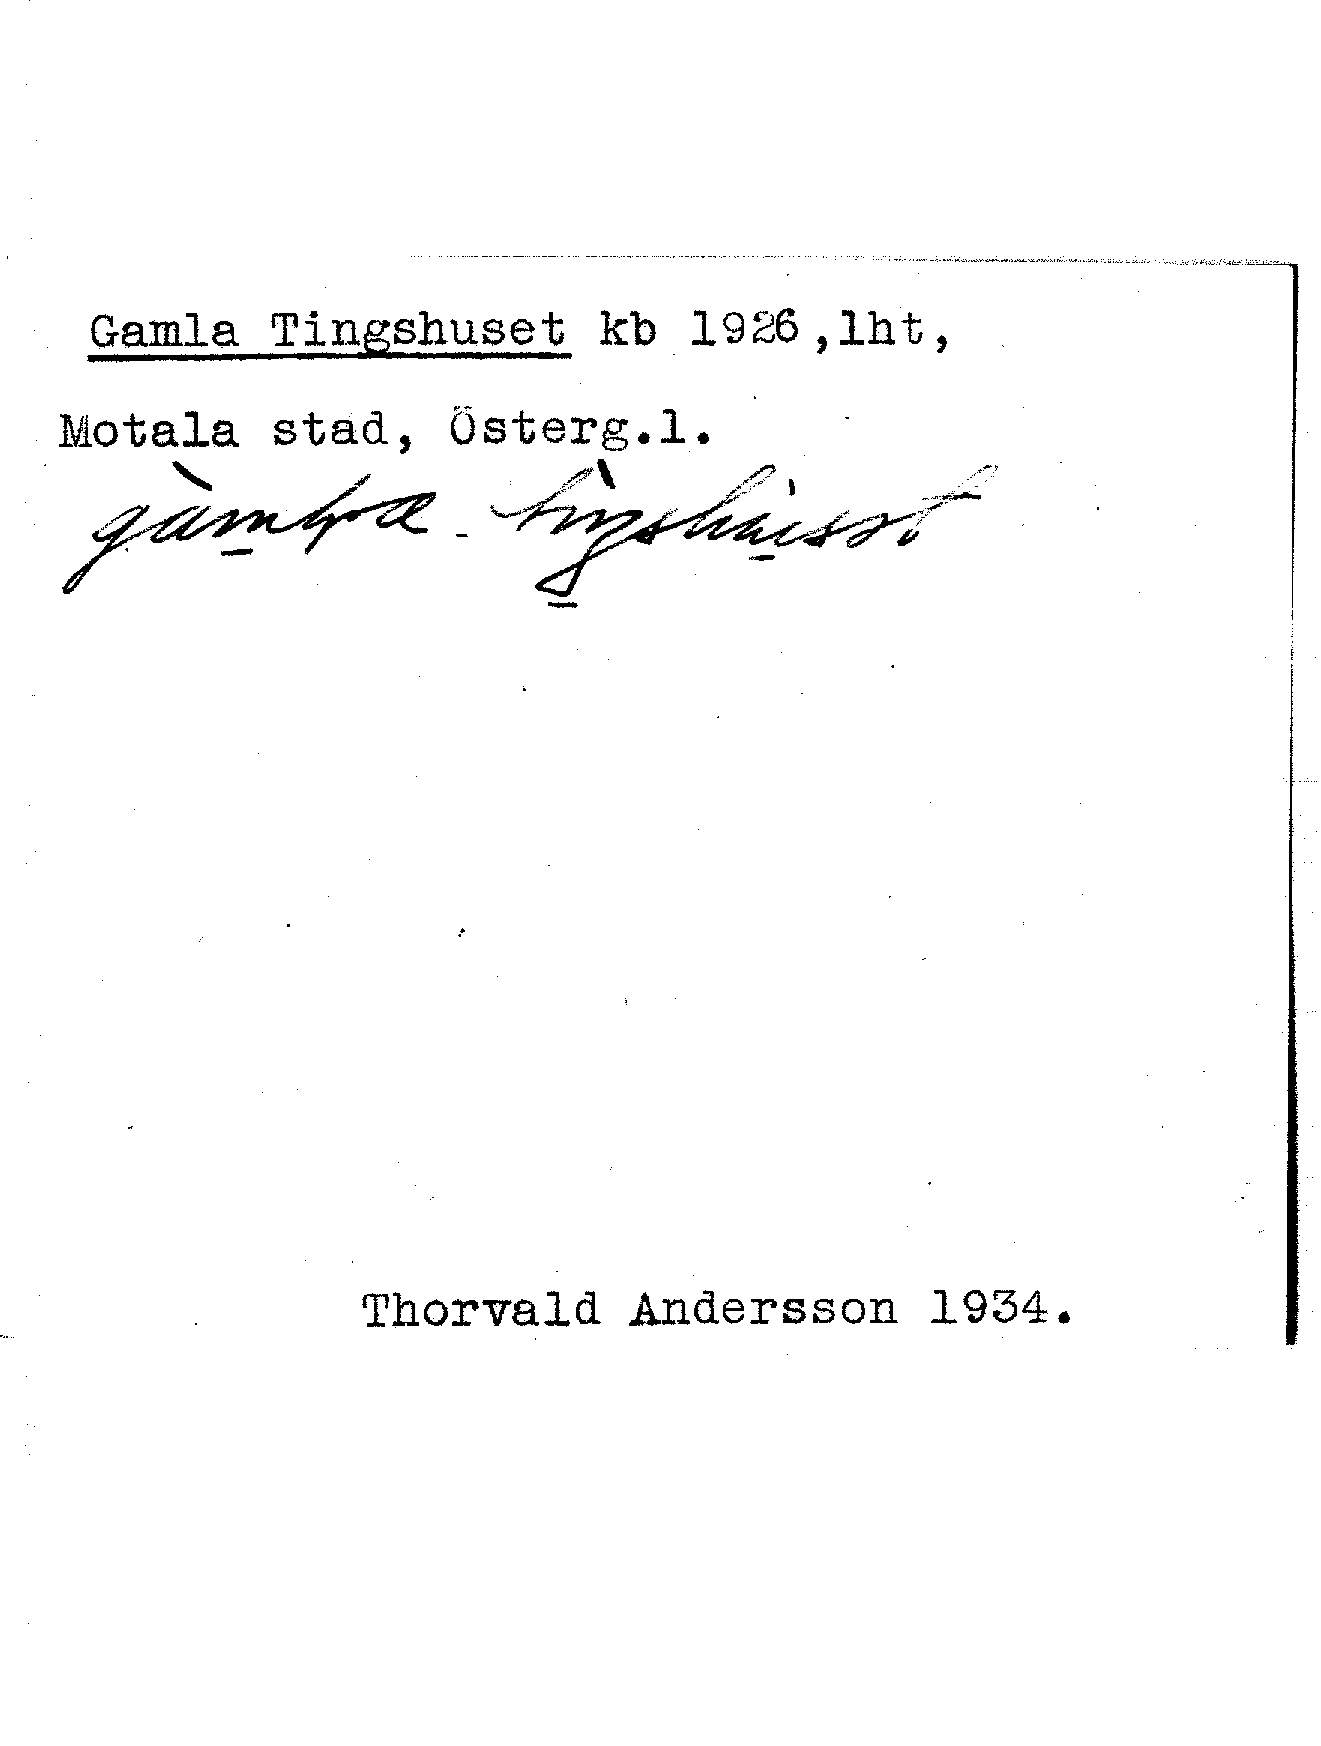 Gamla Tingshuset kb 1926,lht,
Motala stad, Österg.l.
Thorvald Andersson 1934.